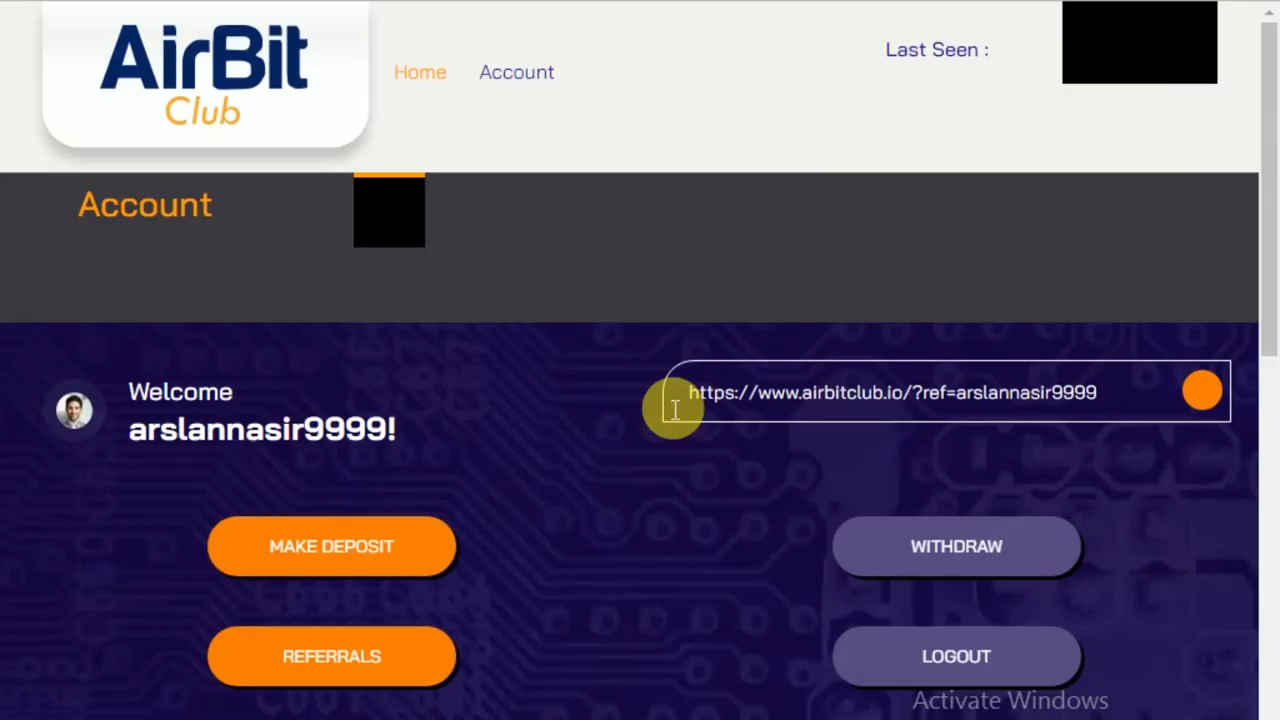 AirBit
Club
Home
Account
Last Seen :
Account
Welcome
arslannasir9999!
https://www.airbitclub.io/?ref=arslannasir9999
MAKE DEPOSIT
WITHDRAW
REFERRALS
LOGOUT
Activate Windows